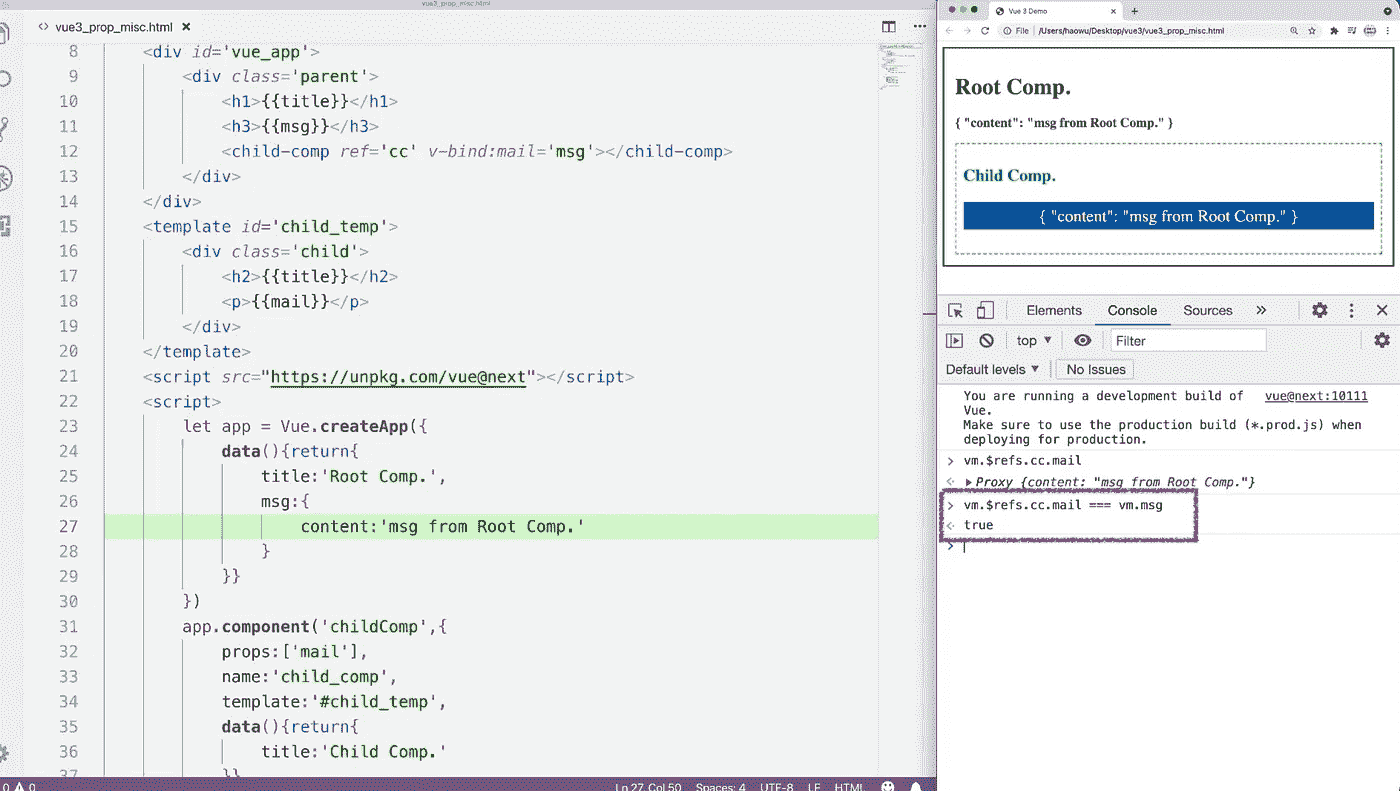 vue3_prop_misc.html
<> vue3_prop_misc.html ×
8 <div id='vue_app'>
9 <div class='parent'>
10 <h1>{{title}}</h1>
11 <h3>{{msg}}</h3>
12 <child-comp ref='cc' v-bind:mail='msg'></child-comp>
13 </div>
14 </div>
15 <template id='child_temp'>
16 <div class='child'>
17 <h2>{{title}}</h2>
18 <p>{{mail}}</p>
19 </div>
20 </template>
21 <script src="https://unpkg.com/vue@next"></script>
22 <script>
23 let app = Vue.createApp({
24 data(){return{
25 title:'Root Comp.',
26 msg:{
27 content:'msg from Root Comp.'
28 }
29 }}
30 })
31 app.component('childComp',{
32 props:['mail'],
33 name:'child_comp',
34 template:'#child_temp',
35 data(){return{
36 title:'Child Comp.'
37 }}
0 0 Ln 27, Col 50 Spaces: 4 UTF-8 LF HTML
Vue 3 Demo
File /Users/haowu/Desktop/vue3/vue3_prop_misc.html
Root Comp.
{ "content": "msg from Root Comp." }
Child Comp.
{ "content": "msg from Root Comp." }
Elements Console Sources »
top ▼ Filter
Default levels ▼ No Issues
You are running a development build of vue@next:10111
Vue.
Make sure to use the production build (*.prod.js) when
deploying for production.
> vm.$refs.cc.mail
Proxy {content: "msg from Root Comp."}
> vm.$refs.cc.mail === vm.msg
true
>